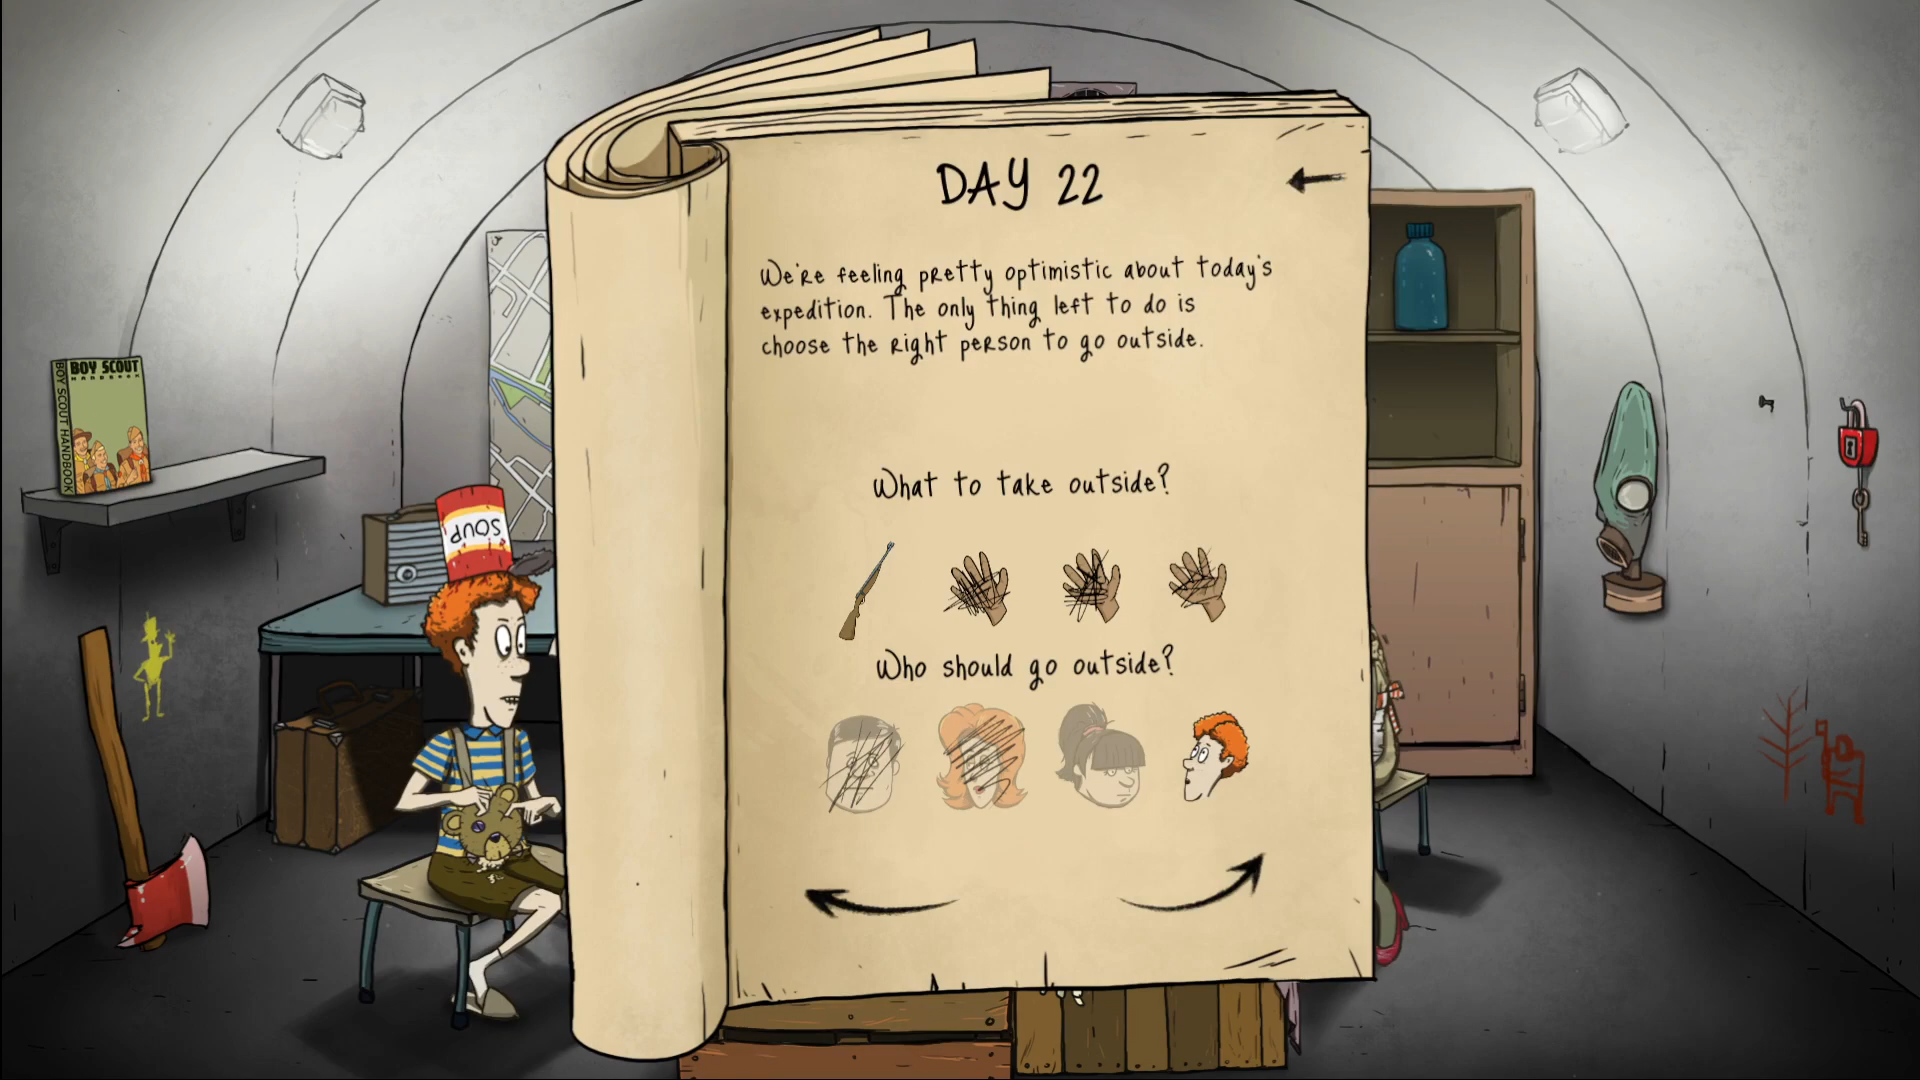 DAY 22
We're feeling pretty optimistic about today's
expedition. The only thing left to do is
choose the right person to go outside.
What to take outside?
Who should go outside?
BOY SCOUT
HANDBOOK
BOY SCOUT HANDBOOK
SOUP